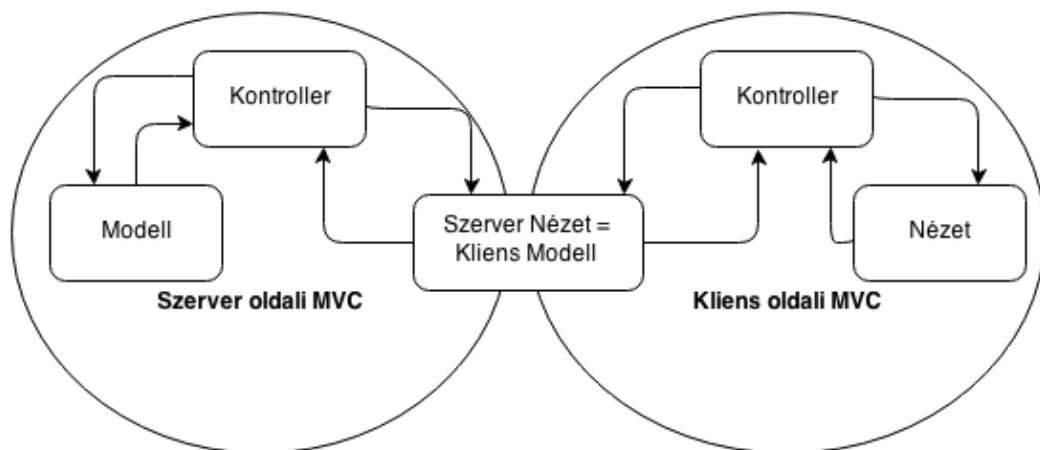 Kontroller
Kontroller
Modell
Szerver Nézet =
Kliens Modell
Nézet
Szerver oldali MVC
Kliens oldali MVC